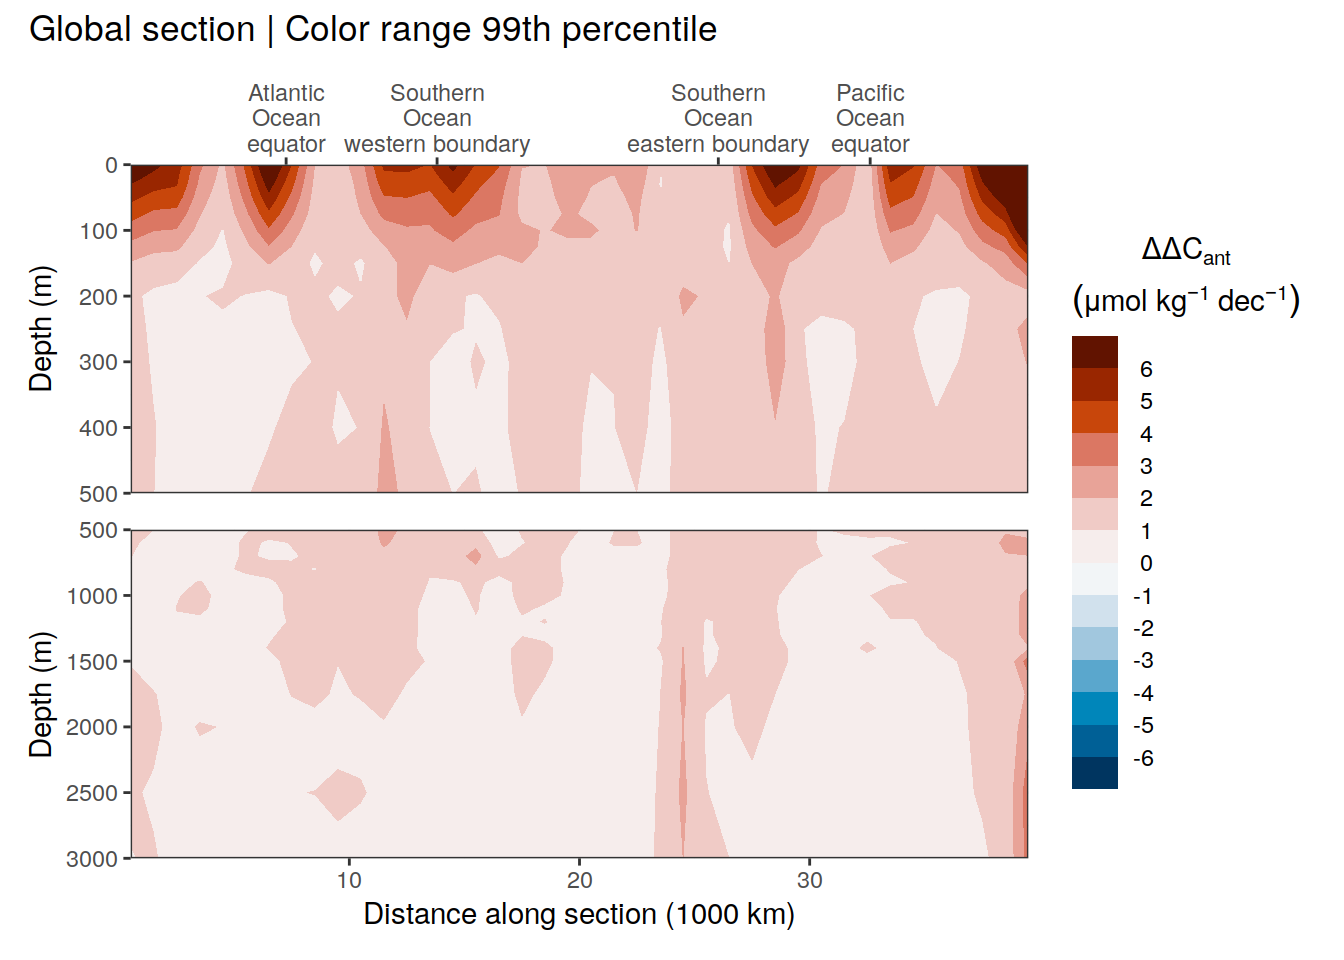 Global section | Color range 99th percentile
Atlantic
Ocean
equator
Southern
Ocean
western boundary
Southern
Ocean
eastern boundary
Pacific
Ocean
equator
Depth (m)
0
100
200
300
400
500
Depth (m)
500
1000
1500
2000
2500
3000
10
20
30
Distance along section (1000 km)
ΔΔC_ant
(μmol kg⁻¹ dec⁻¹)
6
5
4
3
2
1
0
-1
-2
-3
-4
-5
-6